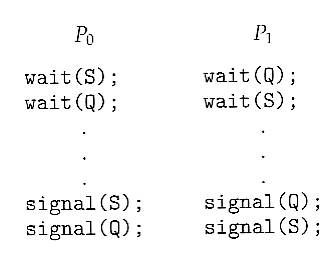 P0 P1
wait(S); wait(Q);
wait(Q); wait(S);
. .
. .
. .
signal(S); signal(Q);
signal(Q); signal(S);